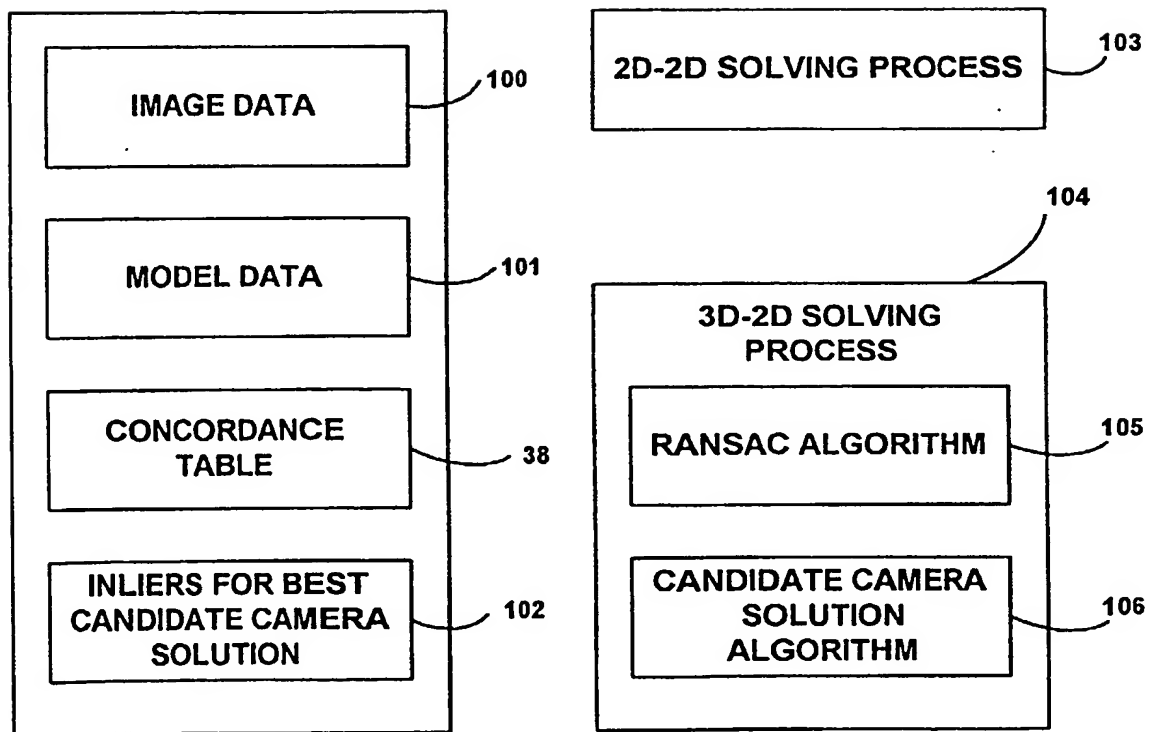 IMAGE DATA
100
MODEL DATA
101
CONCORDANCE
TABLE
38
INLIERS FOR BEST
CANDIDATE CAMERA
SOLUTION
102
2D-2D SOLVING PROCESS
103
104
3D-2D SOLVING
PROCESS
RANSAC ALGORITHM
105
CANDIDATE CAMERA
SOLUTION
ALGORITHM
106